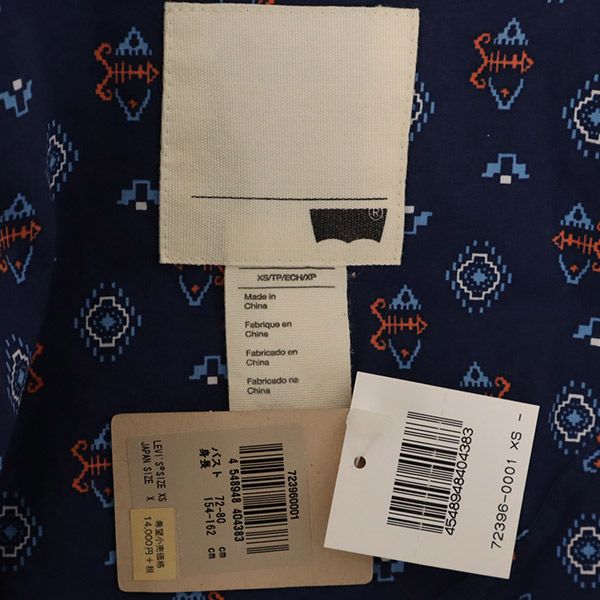 ®
XS/TP/ECH/XP
Made in
China
Fabrique en
China
Fabricado en
China
Fabricado na
China
723960001
4 548948 404383
バスト 72-80 cm
身長 154-162 cm
LEVI'S® SIZE XS
JAPAN SIZE X
希望小売価格
14,000円+税
4548948404383
72396-0001 XS -